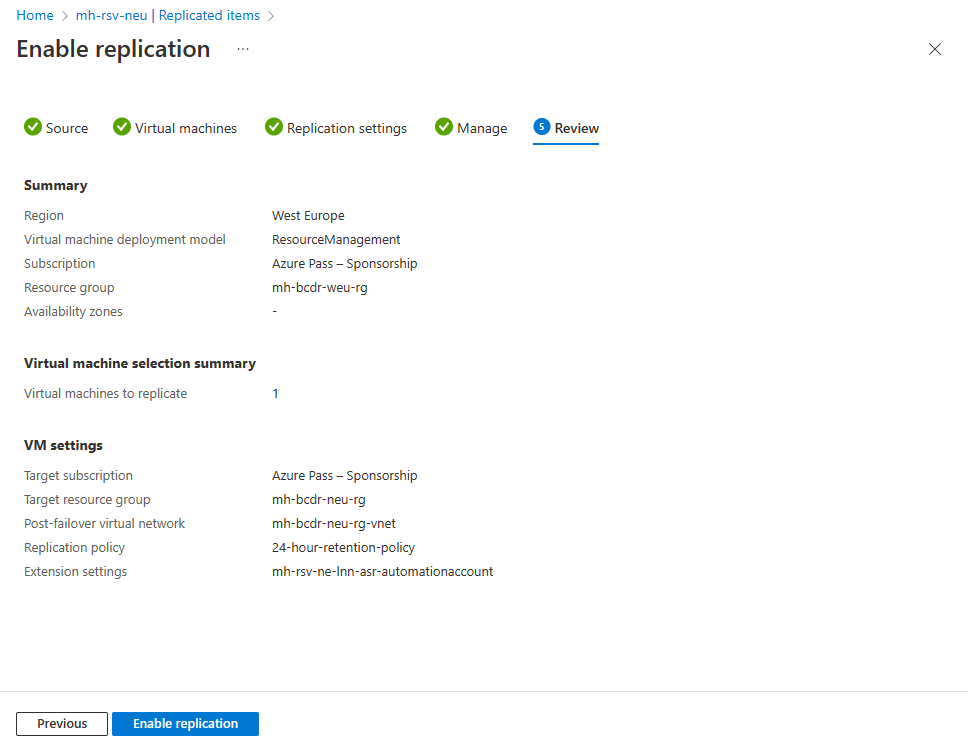 Home > mh-rsv-neu | Replicated items >
Enable replication ...
Source Virtual machines Replication settings Manage 5 Review
Summary
Region West Europe
Virtual machine deployment model ResourceManagement
Subscription Azure Pass – Sponsorship
Resource group mh-bcdr-weu-rg
Availability zones -
Virtual machine selection summary
Virtual machines to replicate 1
VM settings
Target subscription Azure Pass – Sponsorship
Target resource group mh-bcdr-neu-rg
Post-failover virtual network mh-bcdr-neu-rg-vnet
Replication policy 24-hour-retention-policy
Extension settings mh-rsv-ne-lnn-asr-automationaccount
Previous Enable replication